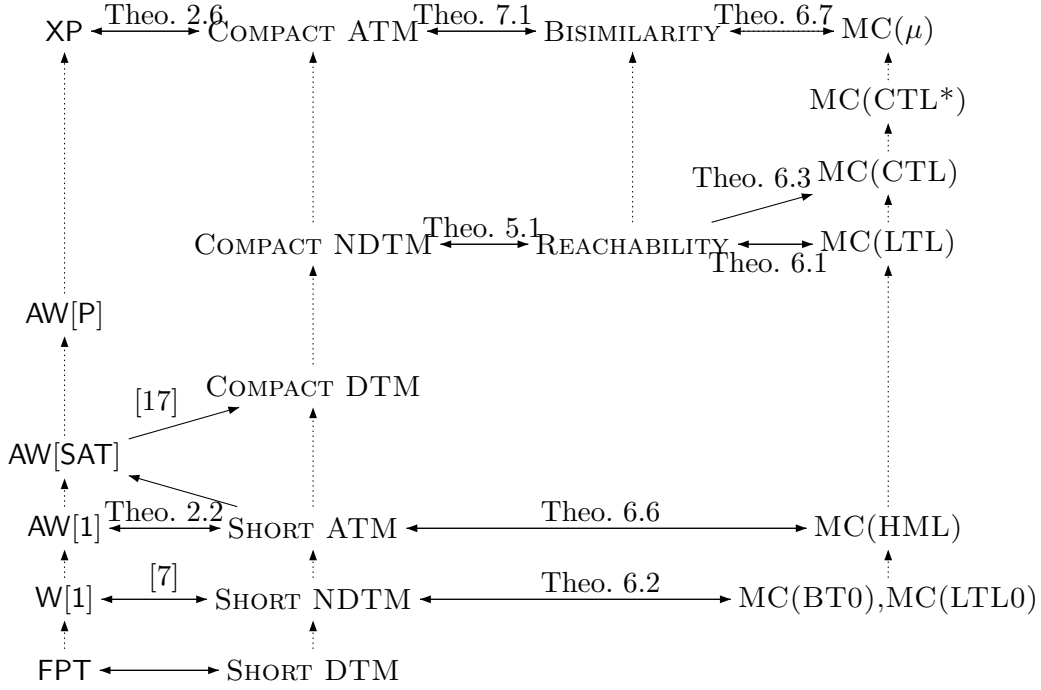 XP Theo. 2.6 COMPACT ATM Theo. 7.1 BISIMILARITY Theo. 6.7 MC(μ)
MC(CTL*)
Theo. 6.3 MC(CTL)
COMPACT NDTM Theo. 5.1 REACHABILITY MC(LTL)
Theo. 6.1
AW[P]
COMPACT DTM
[17]
AW[SAT]
AW[1] Theo. 2.2 SHORT ATM Theo. 6.6 MC(HML)
W[1] [7] SHORT NDTM Theo. 6.2 MC(BT0),MC(LTL0)
FPT SHORT DTM